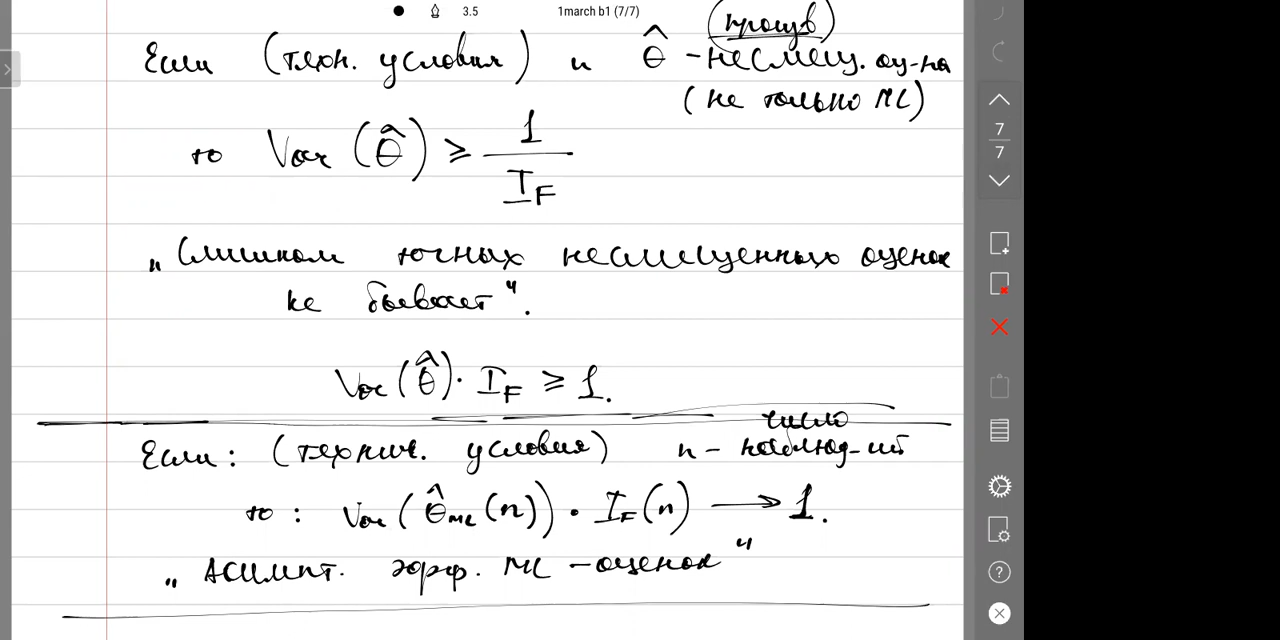 3.5 1march b1 (7/7)
произв
Если (техн. условия) и θ̂ - несмещ. оц-ка
(не только ML)
то Var(θ̂) ≥ 1/I_F
7
7
„Слишком точных несмещенных оценок
не бывает“.
Var(θ̂) · I_F ≥ 1.
Если: (технич. условия) n - число наблюд-ий
то: Var(θ̂_ML(n)) · I_F(n) → 1.
„Асимпт. эфф. ML - оценок“